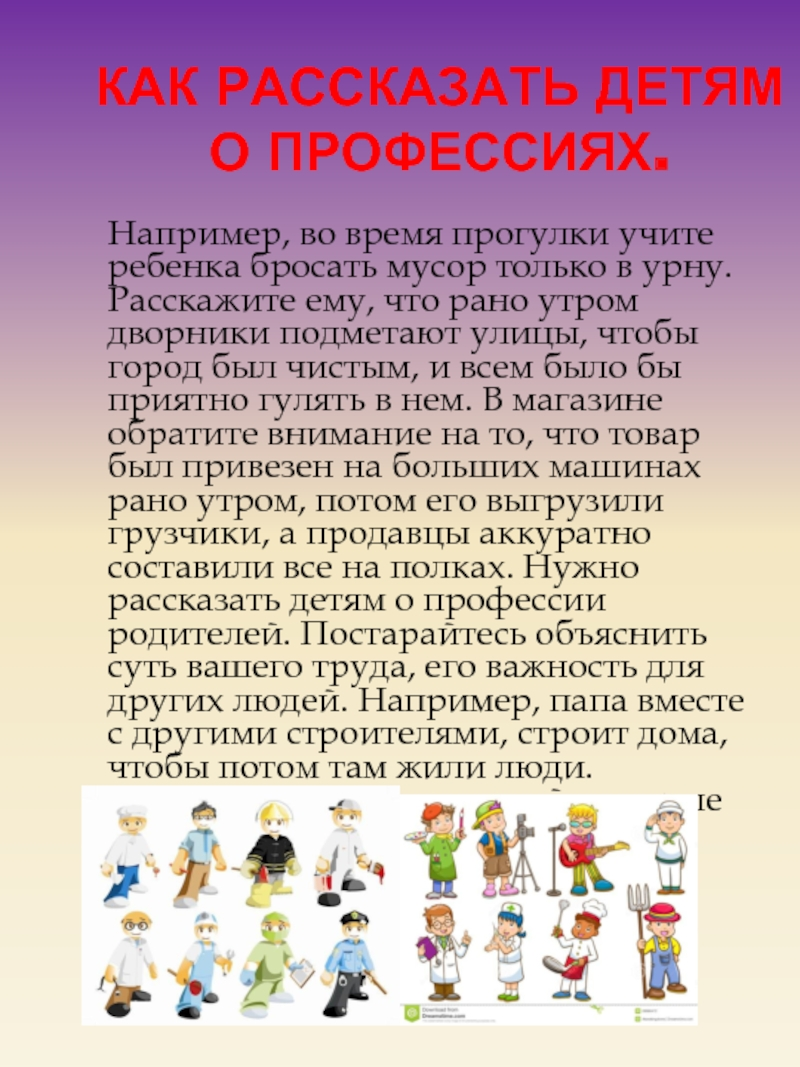 КАК РАССКАЗАТЬ ДЕТЯМ
О ПРОФЕССИЯХ.
Например, во время прогулки учите
ребенка бросать мусор только в урну.
Расскажите ему, что рано утром
дворники подметают улицы, чтобы
город был чистым, и всем было бы
приятно гулять в нем. В магазине
обратите внимание на то, что товар
был привезен на больших машинах
рано утром, потом его выгрузили
грузчики, а продавцы аккуратно
составили все на полках. Нужно
рассказать детям о профессии
родителей. Постарайтесь объяснить
суть вашего труда, его важность для
других людей. Например, папа вместе
с другими строителями, строит дома,
чтобы потом там жили люди.
Download from
Dreamstime.com